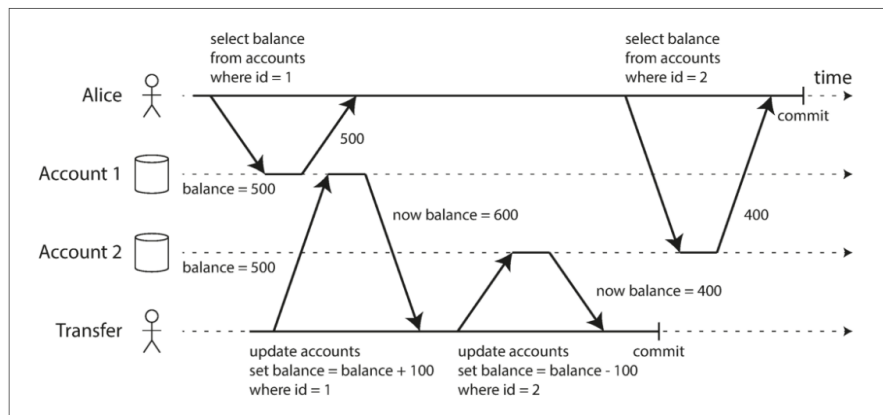 select balance
from accounts
where id = 1
select balance
from accounts
where id = 2
time
Alice
commit
500
Account 1
balance = 500
now balance = 600
400
Account 2
balance = 500
now balance = 400
Transfer
commit
update accounts
set balance = balance + 100
where id = 1
update accounts
set balance = balance - 100
where id = 2